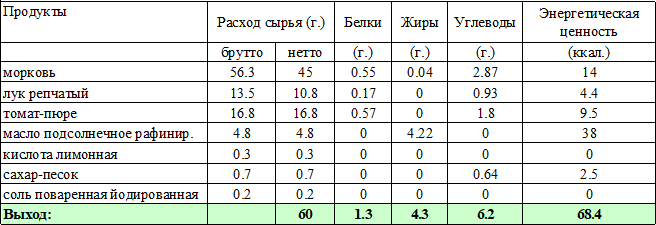 Продукты Расход сырья (г.) Белки Жиры Углеводы Энергетическая ценность
брутто нетто (г.) (г.) (г.) (ккал.)
морковь 56.3 45 0.55 0.04 2.87 14
лук репчатый 13.5 10.8 0.17 0 0.93 4.4
томат-пюре 16.8 16.8 0.57 0 1.8 9.5
масло подсолнечное рафинир. 4.8 4.8 0 4.22 0 38
кислота лимонная 0.3 0.3 0 0 0 0
сахар-песок 0.7 0.7 0 0 0.64 2.5
соль поваренная йодированная 0.2 0.2 0 0 0 0
Выход: 60 1.3 4.3 6.2 68.4